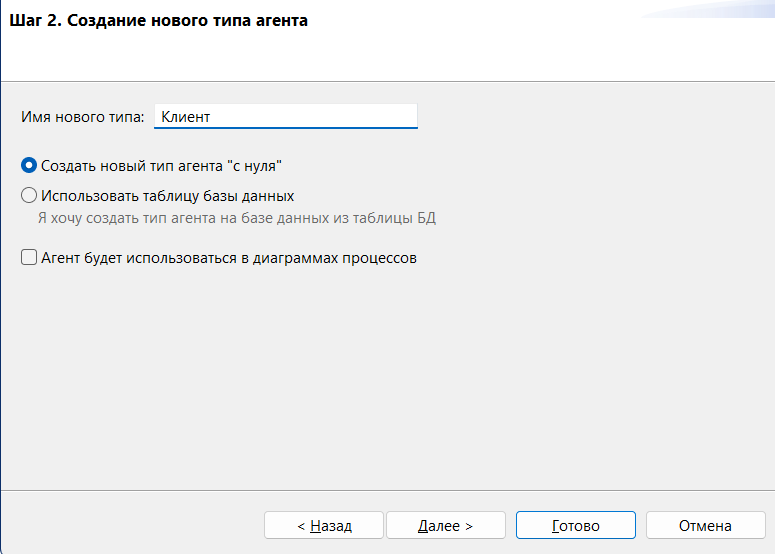 Шаг 2. Создание нового типа агента
Имя нового типа: Клиент
Создать новый тип агента "с нуля"
Использовать таблицу базы данных
Я хочу создать тип агента на базе данных из таблицы БД
Агент будет использоваться в диаграммах процессов
< Назад Далее > Готово Отмена